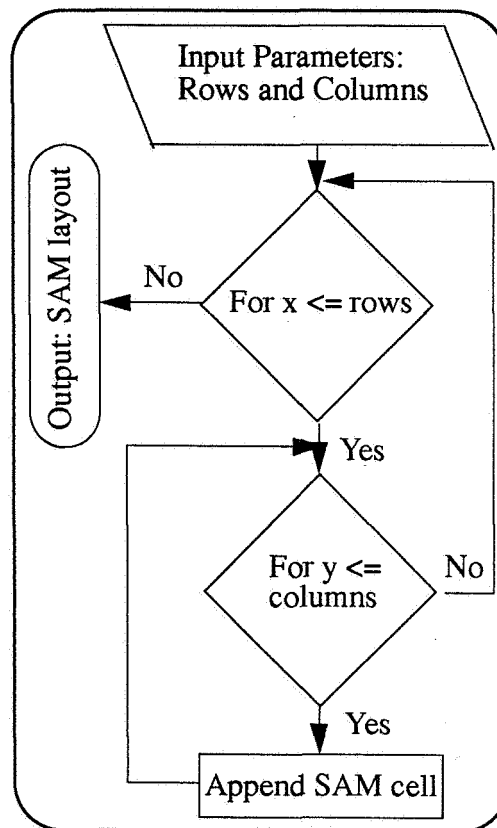 Input Parameters:
Rows and Columns
Output: SAM layout
No
For x <= rows
Yes
For y <=
columns
No
Yes
Append SAM cell